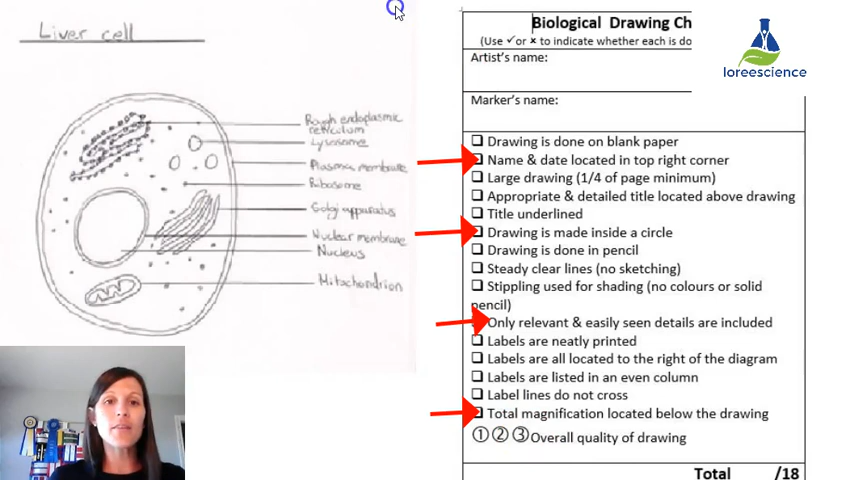 Liver cell
Rough endoplasmic
reticulum
Lysosome
Plasma membrane
Ribosome
Golgi apparatus
Nuclear membrane
Nucleus
Mitochondrion
Biological Drawing Ch
(Use ✓or × to indicate whether each is do
Artist's name:
Marker's name:
loreescience
❑ Drawing is done on blank paper
❑ Name & date located in top right corner
❑ Large drawing (1/4 of page minimum)
❑ Appropriate & detailed title located above drawing
❑ Title underlined
❑ Drawing is made inside a circle
❑ Drawing is done in pencil
❑ Steady clear lines (no sketching)
❑ Stippling used for shading (no colours or solid
pencil)
Only relevant & easily seen details are included
❑ Labels are neatly printed
❑ Labels are all located to the right of the diagram
❑ Labels are listed in an even column
❑ Label lines do not cross
❑ Total magnification located below the drawing
① ② ③ Overall quality of drawing
Total /18